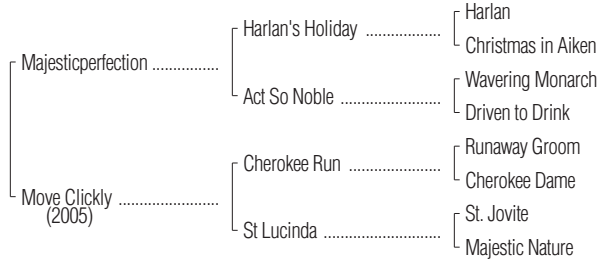 Harlan
Harlan's Holiday ..................
Christmas in Aiken
Majesticperfection ................
Wavering Monarch
Act So Noble ........................
Driven to Drink
Runaway Groom
Cherokee Run ......................
Cherokee Dame
Move Clickly ........................
(2005)
St. Jovite
St Lucinda ............................
Majestic Nature